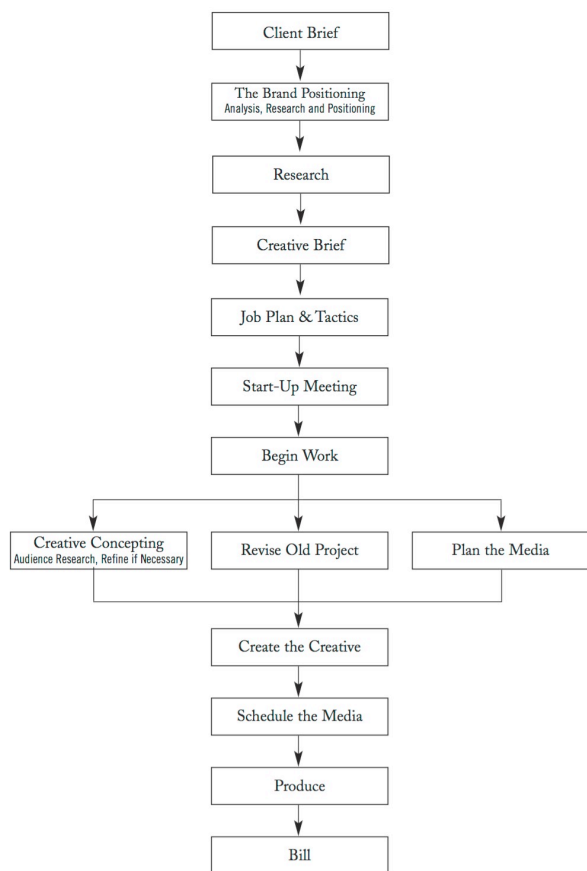 Client Brief
The Brand Positioning
Analysis, Research and Positioning
Research
Creative Brief
Job Plan & Tactics
Start-Up Meeting
Begin Work
Creative Concepting
Audience Research, Refine if Necessary
Revise Old Project
Plan the Media
Create the Creative
Schedule the Media
Produce
Bill